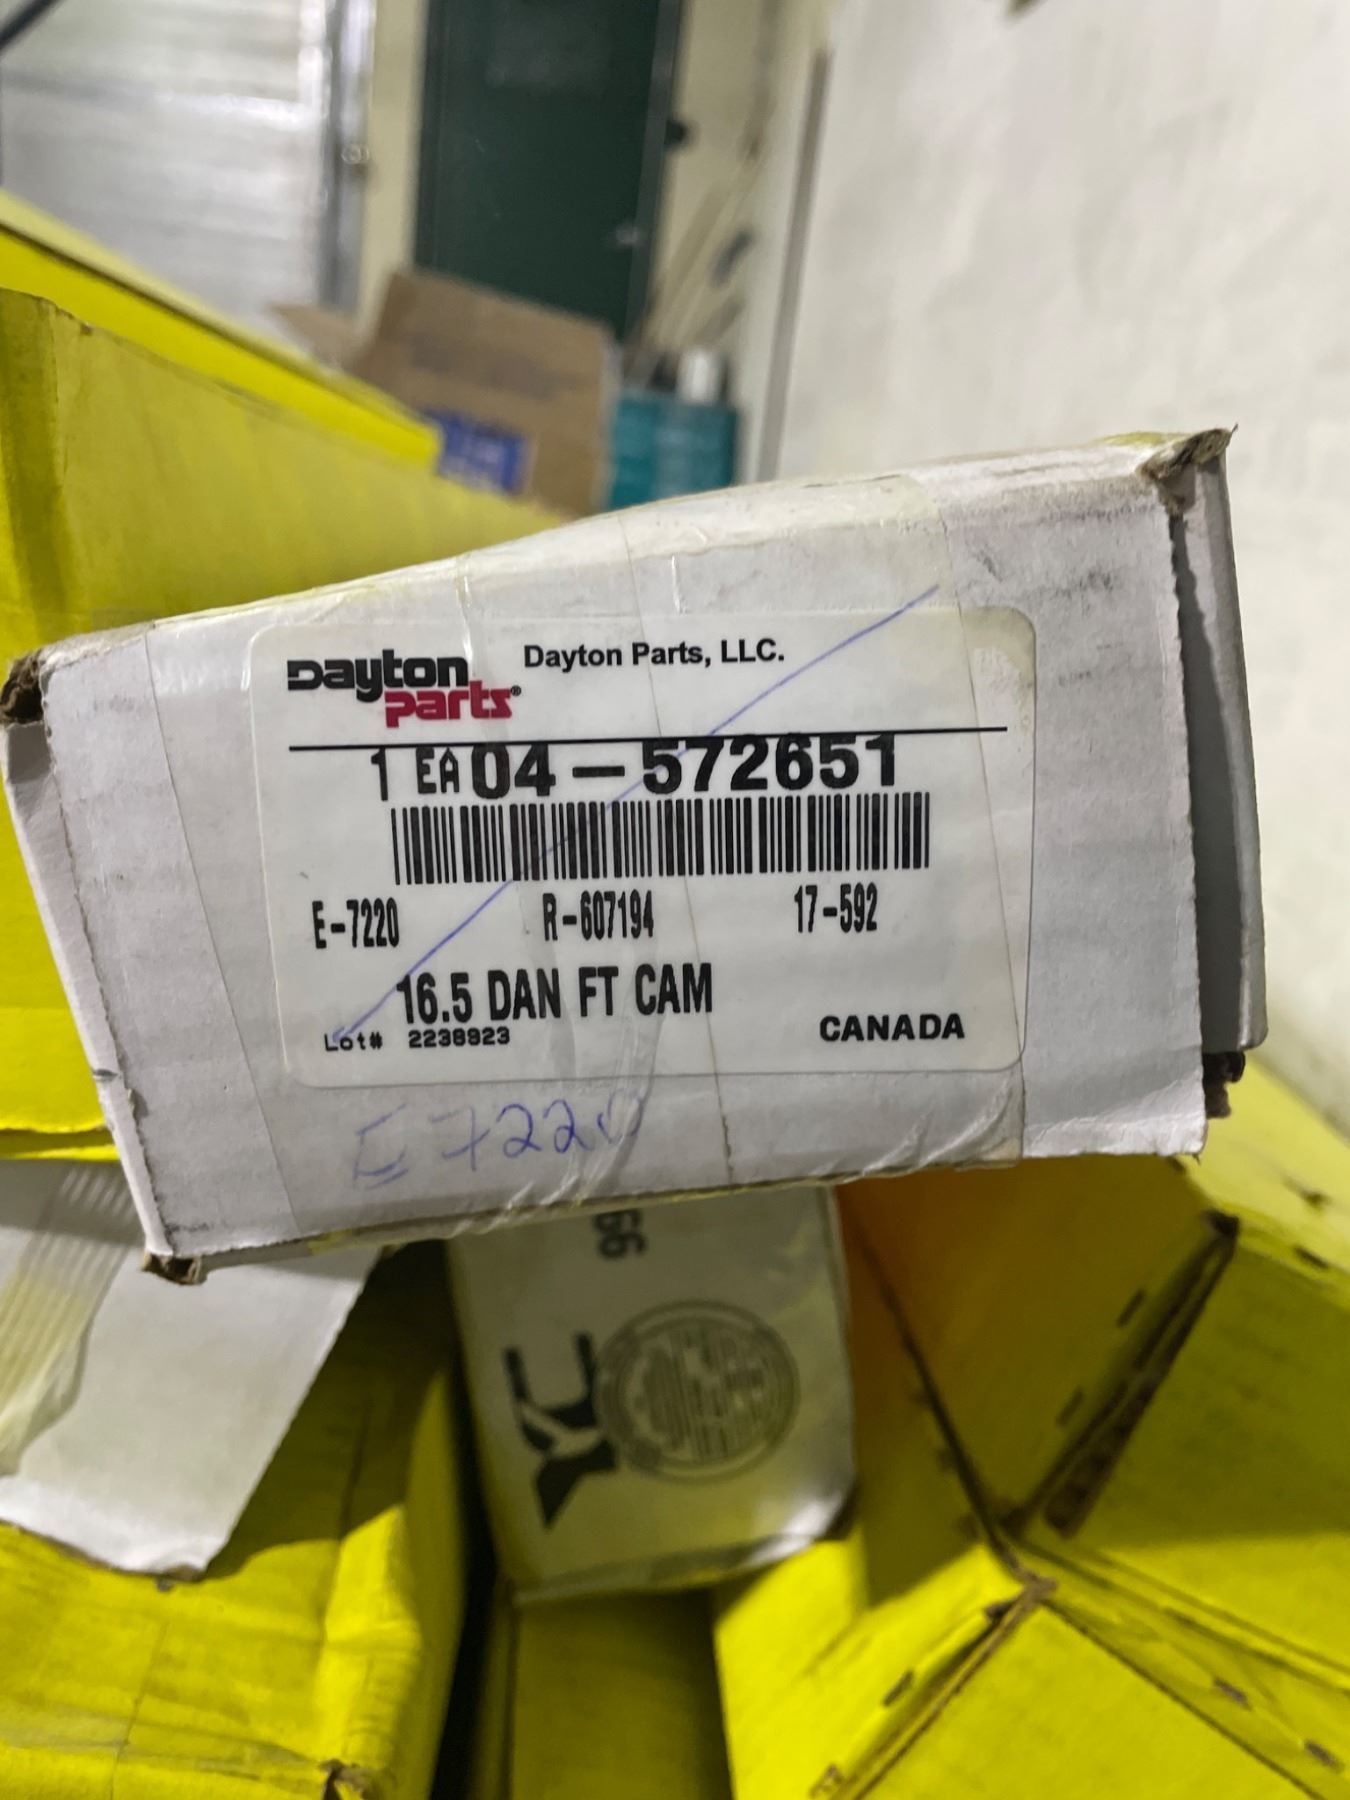 Dayton Parts® Dayton Parts, LLC.
1 EA 04-572651
E-7220 R-607194 17-592
16.5 DAN FT CAM
Lot# 2238923 CANADA
E7220